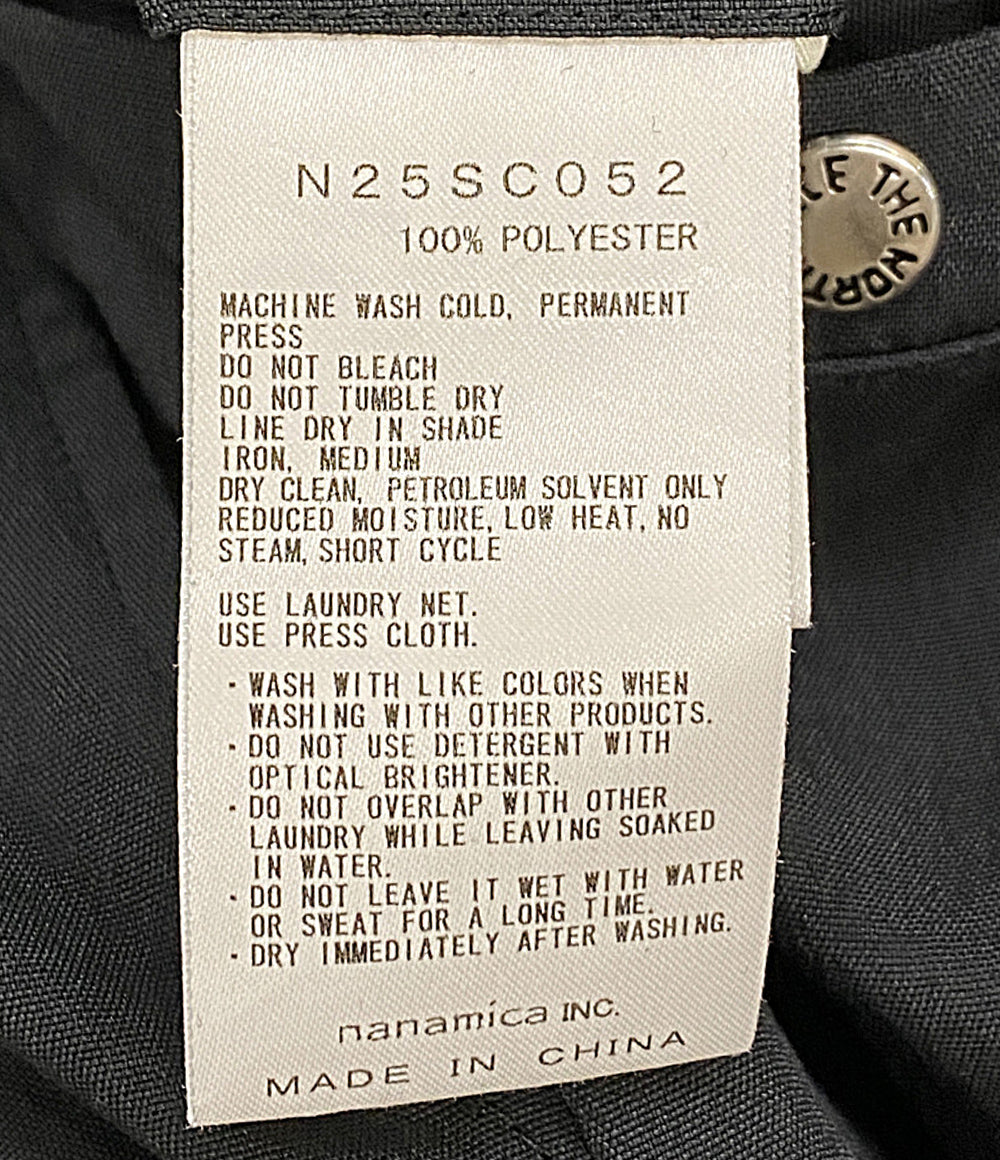 N25SC052
100% POLYESTER
MACHINE WASH COLD, PERMANENT
PRESS
DO NOT BLEACH
DO NOT TUMBLE DRY
LINE DRY IN SHADE
IRON, MEDIUM
DRY CLEAN, PETROLEUM SOLVENT ONLY
REDUCED MOISTURE, LOW HEAT, NO
STEAM, SHORT CYCLE
USE LAUNDRY NET.
USE PRESS CLOTH.
・WASH WITH LIKE COLORS WHEN
WASHING WITH OTHER PRODUCTS.
・DO NOT USE DETERGENT WITH
OPTICAL BRIGHTENER.
・DO NOT OVERLAP WITH OTHER
LAUNDRY WHILE LEAVING SOAKED
IN WATER.
・DO NOT LEAVE IT WET WITH WATER
OR SWEAT FOR A LONG TIME.
・DRY IMMEDIATELY AFTER WASHING.
nanamica INC.
MADE IN CHINA
THE NORT